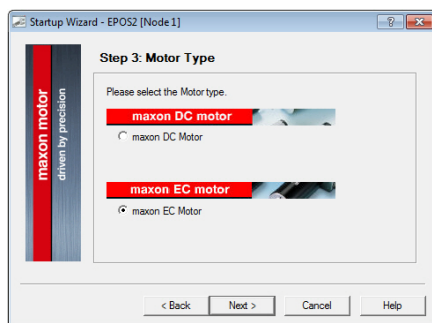 Startup Wizard - EPOS2 [Node 1]
Step 3: Motor Type
maxon motor
driven by precision
Please select the Motor type.
maxon DC motor
maxon DC Motor
maxon EC motor
maxon EC Motor
< Back
Next >
Cancel
Help